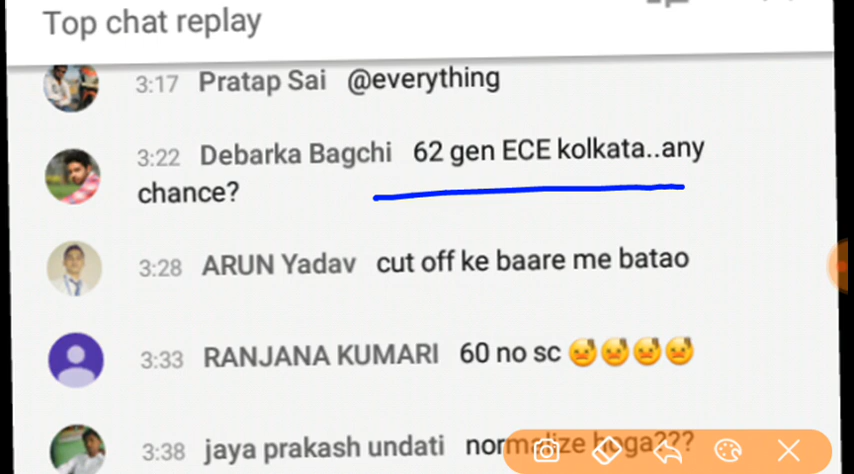 Top chat replay
3:17 Pratap Sai @everything
3:22 Debarka Bagchi 62 gen ECE kolkata..any
chance?
3:28 ARUN Yadav cut off ke baare me batao
3:33 RANJANA KUMARI 60 no sc 😓😓😓😓
3:38 jaya prakash undati normalize hoga???